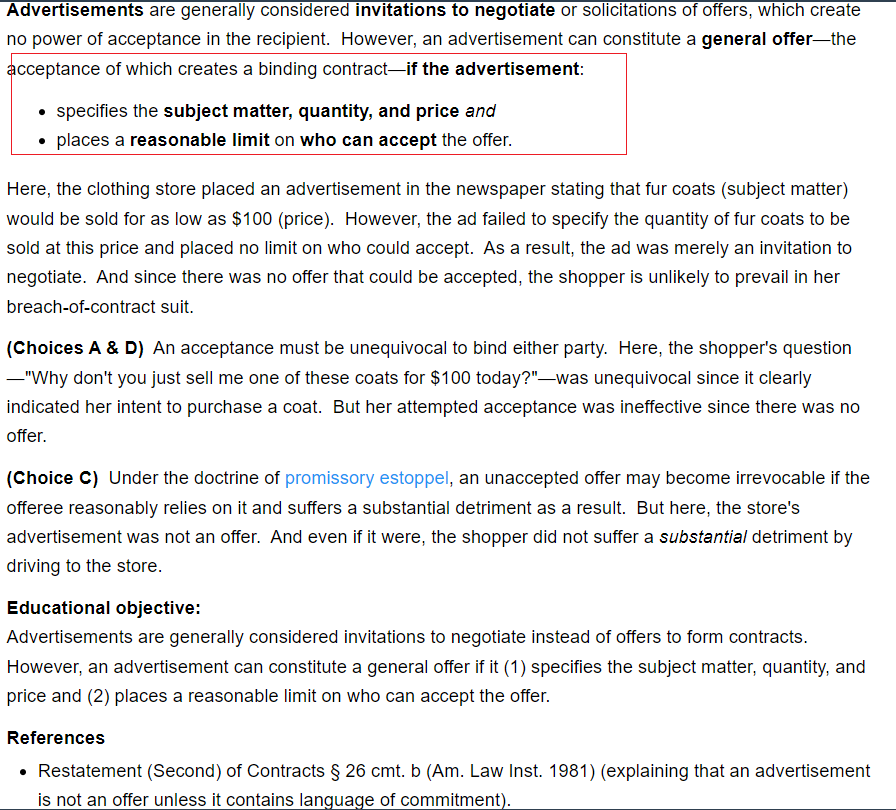 Advertisements are generally considered invitations to negotiate or solicitations of offers, which create
no power of acceptance in the recipient. However, an advertisement can constitute a general offer—the
acceptance of which creates a binding contract—if the advertisement:
• specifies the subject matter, quantity, and price and
• places a reasonable limit on who can accept the offer.
Here, the clothing store placed an advertisement in the newspaper stating that fur coats (subject matter)
would be sold for as low as $100 (price). However, the ad failed to specify the quantity of fur coats to be
sold at this price and placed no limit on who could accept. As a result, the ad was merely an invitation to
negotiate. And since there was no offer that could be accepted, the shopper is unlikely to prevail in her
breach-of-contract suit.
(Choices A & D) An acceptance must be unequivocal to bind either party. Here, the shopper's question
—"Why don't you just sell me one of these coats for $100 today?"—was unequivocal since it clearly
indicated her intent to purchase a coat. But her attempted acceptance was ineffective since there was no
offer.
(Choice C) Under the doctrine of promissory estoppel, an unaccepted offer may become irrevocable if the
offeree reasonably relies on it and suffers a substantial detriment as a result. But here, the store's
advertisement was not an offer. And even if it were, the shopper did not suffer a substantial detriment by
driving to the store.
Educational objective:
Advertisements are generally considered invitations to negotiate instead of offers to form contracts.
However, an advertisement can constitute a general offer if it (1) specifies the subject matter, quantity, and
price and (2) places a reasonable limit on who can accept the offer.
References
• Restatement (Second) of Contracts § 26 cmt. b (Am. Law Inst. 1981) (explaining that an advertisement
is not an offer unless it contains language of commitment).